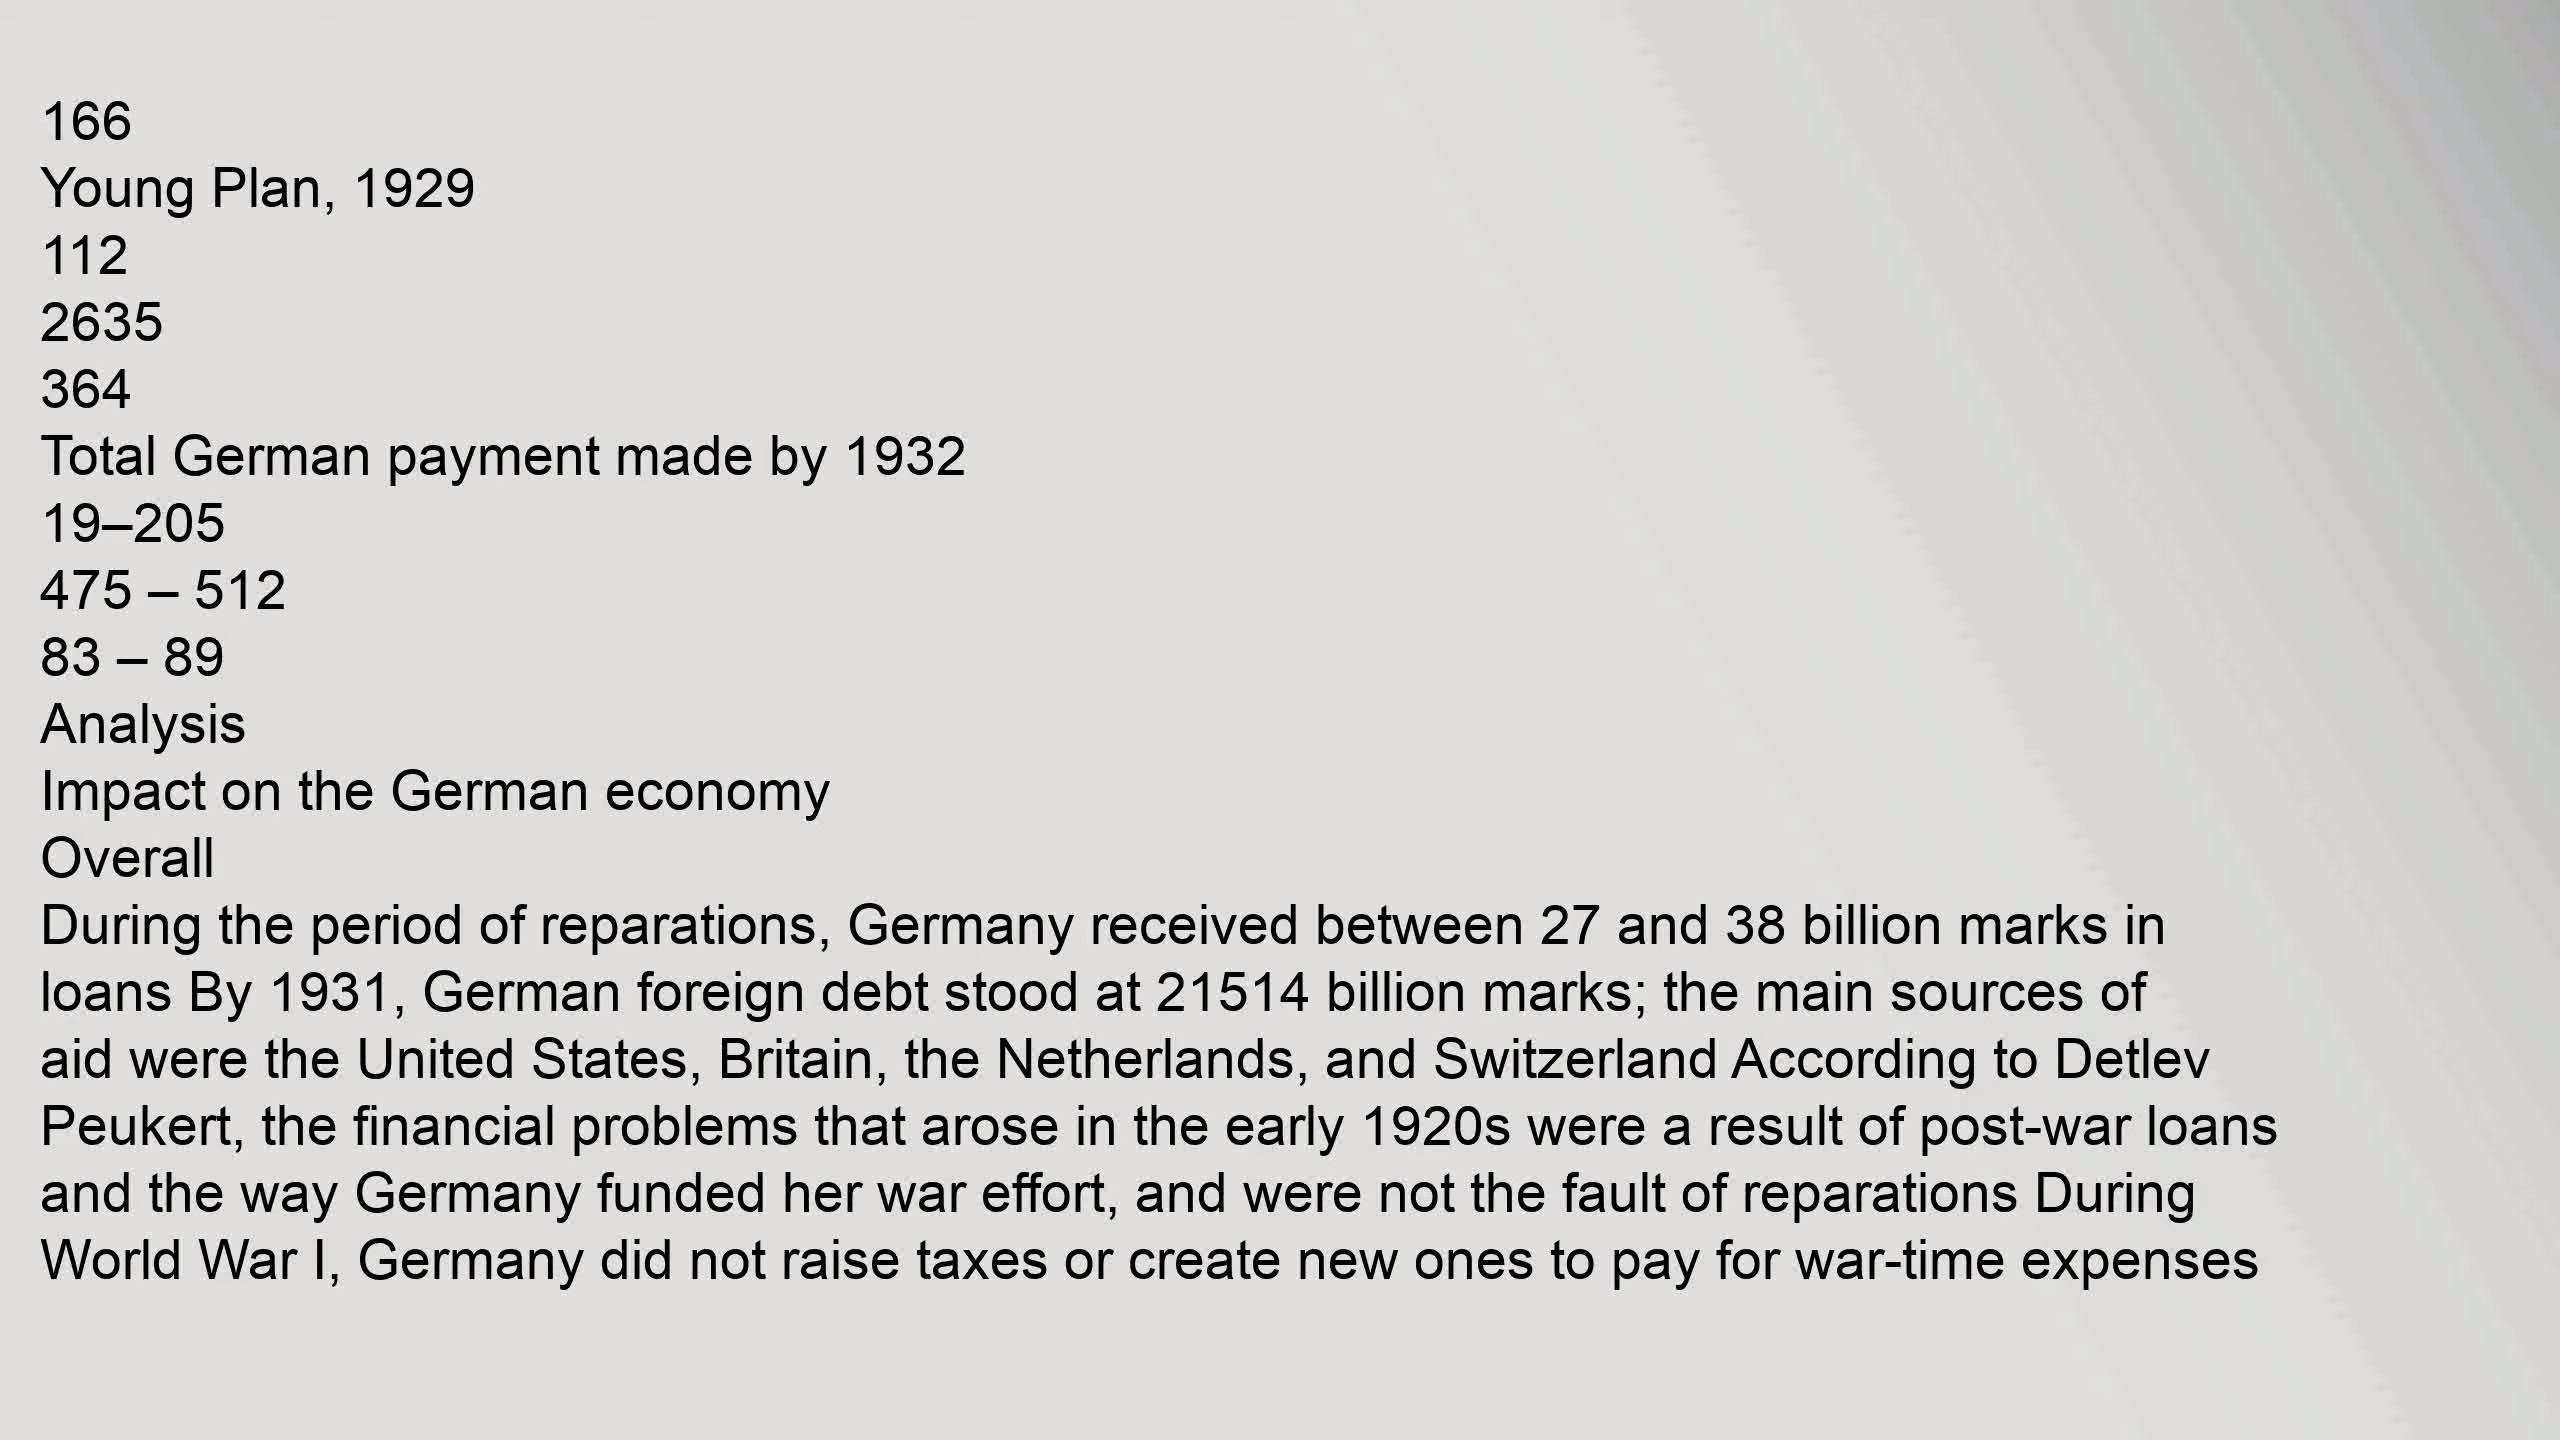 166
Young Plan, 1929
112
2635
364
Total German payment made by 1932
19–205
475 – 512
83 – 89
Analysis
Impact on the German economy
Overall
During the period of reparations, Germany received between 27 and 38 billion marks in
loans By 1931, German foreign debt stood at 21514 billion marks; the main sources of
aid were the United States, Britain, the Netherlands, and Switzerland According to Detlev
Peukert, the financial problems that arose in the early 1920s were a result of post-war loans
and the way Germany funded her war effort, and were not the fault of reparations During
World War I, Germany did not raise taxes or create new ones to pay for war-time expenses